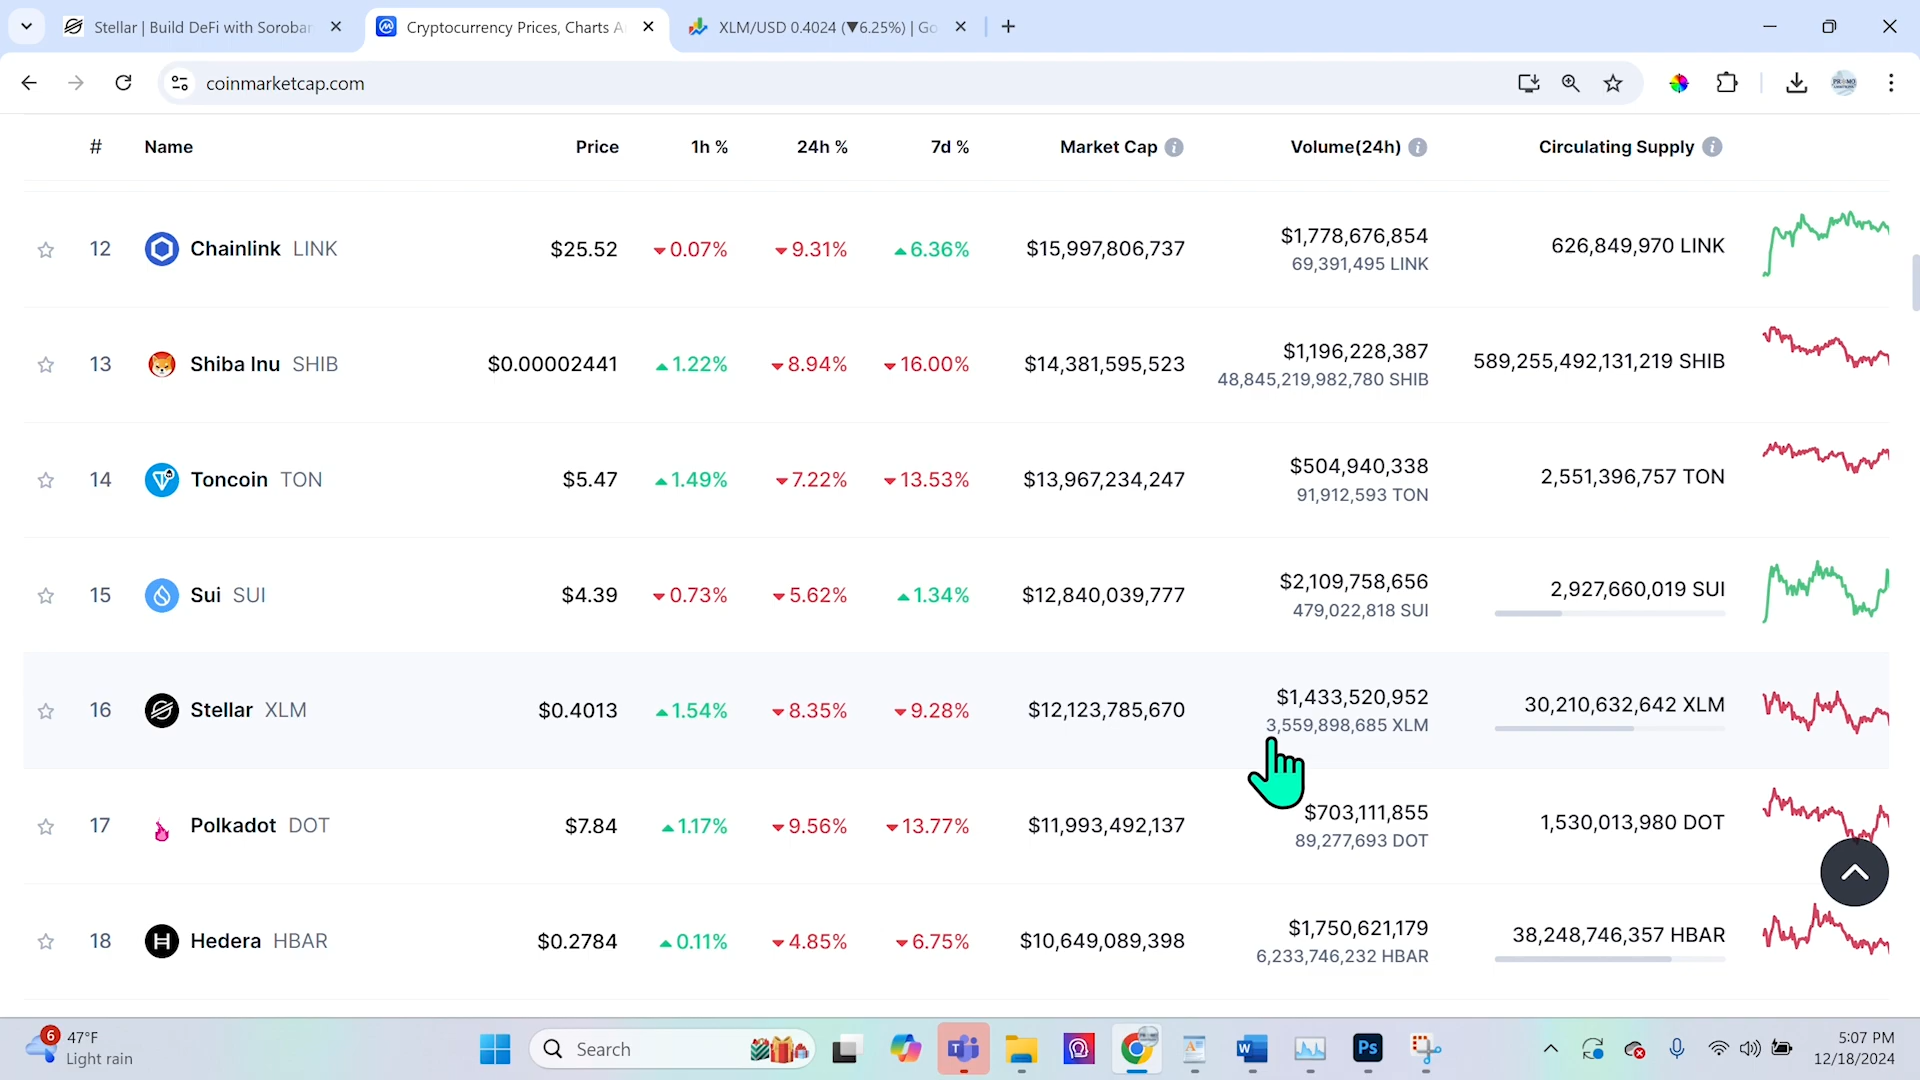 Stellar | Build DeFi with Soroban
Cryptocurrency Prices, Charts A
XLM/USD 0.4024 (▼6.25%) | Go
coinmarketcap.com
# Name Price 1h % 24h % 7d % Market Cap Volume(24h) Circulating Supply
12 Chainlink LINK $25.52 0.07% 9.31% 6.36% $15,997,806,737 $1,778,676,854 626,849,970 LINK
69,391,495 LINK
13 Shiba Inu SHIB $0.00002441 1.22% 8.94% 16.00% $14,381,595,523 $1,196,228,387 589,255,492,131,219 SHIB
48,845,219,982,780 SHIB
14 Toncoin TON $5.47 1.49% 7.22% 13.53% $13,967,234,247 $504,940,338 2,551,396,757 TON
91,912,593 TON
15 Sui SUI $4.39 0.73% 5.62% 1.34% $12,840,039,777 $2,109,758,656 2,927,660,019 SUI
479,022,818 SUI
16 Stellar XLM $0.4013 1.54% 8.35% 9.28% $12,123,785,670 $1,433,520,952 30,210,632,642 XLM
3,559,898,685 XLM
17 Polkadot DOT $7.84 1.17% 9.56% 13.77% $11,993,492,137 $703,111,855 1,530,013,980 DOT
89,277,693 DOT
18 Hedera HBAR $0.2784 0.11% 4.85% 6.75% $10,649,089,398 $1,750,621,179 38,248,746,357 HBAR
6,233,746,232 HBAR
6 47°F
Light rain
Search
T
W
Ps
5:07 PM
12/18/2024